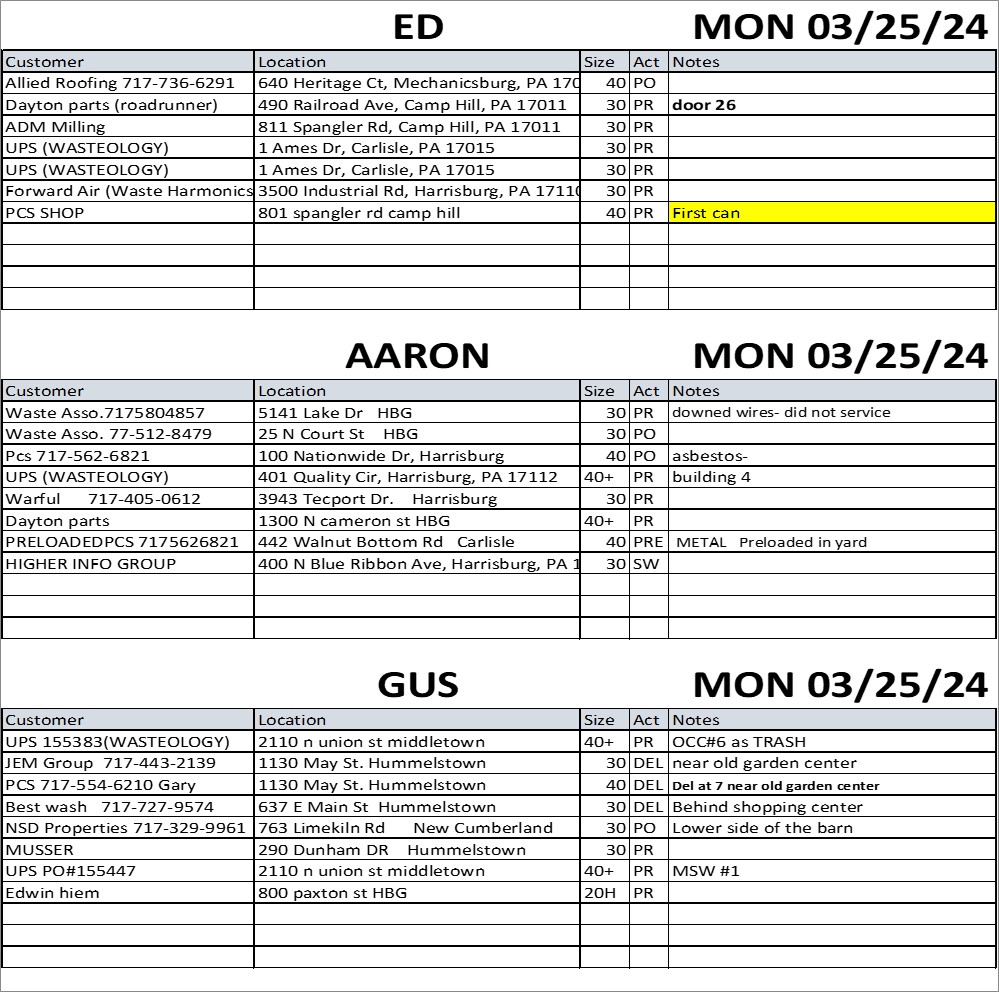 ED MON 03/25/24
Customer Location Size Act Notes
Allied Roofing 717-736-6291 640 Heritage Ct, Mechanicsburg, PA 170 40 PO
Dayton parts (roadrunner) 490 Railroad Ave, Camp Hill, PA 17011 30 PR door 26
ADM Milling 811 Spangler Rd, Camp Hill, PA 17011 30 PR
UPS (WASTEOLOGY) 1 Ames Dr, Carlisle, PA 17015 30 PR
UPS (WASTEOLOGY) 1 Ames Dr, Carlisle, PA 17015 30 PR
Forward Air (Waste Harmonics 3500 Industrial Rd, Harrisburg, PA 17110 30 PR
PCS SHOP 801 spangler rd camp hill 40 PR First can
AARON MON 03/25/24
Customer Location Size Act Notes
Waste Asso.7175804857 5141 Lake Dr HBG 30 PR downed wires- did not service
Waste Asso. 77-512-8479 25 N Court St HBG 30 PO
Pcs 717-562-6821 100 Nationwide Dr, Harrisburg 40 PO asbestos-
UPS (WASTEOLOGY) 401 Quality Cir, Harrisburg, PA 17112 40+ PR building 4
Warful 717-405-0612 3943 Tecport Dr. Harrisburg 30 PR
Dayton parts 1300 N cameron st HBG 40+ PR
PRELOADEDPCS 7175626821 442 Walnut Bottom Rd Carlisle 40 PRE METAL Preloaded in yard
HIGHER INFO GROUP 400 N Blue Ribbon Ave, Harrisburg, PA 1 30 SW
GUS MON 03/25/24
Customer Location Size Act Notes
UPS 155383(WASTEOLOGY) 2110 n union st middletown 40+ PR OCC#6 as TRASH
JEM Group 717-443-2139 1130 May St. Hummelstown 30 DEL near old garden center
PCS 717-554-6210 Gary 1130 May St. Hummelstown 40 DEL Del at 7 near old garden center
Best wash 717-727-9574 637 E Main St Hummelstown 30 DEL Behind shopping center
NSD Properties 717-329-9961 763 Limekiln Rd New Cumberland 30 PO Lower side of the barn
MUSSER 290 Dunham DR Hummelstown 30 PR
UPS PO#155447 2110 n union st middletown 40+ PR MSW #1
Edwin hiem 800 paxton st HBG 20H PR